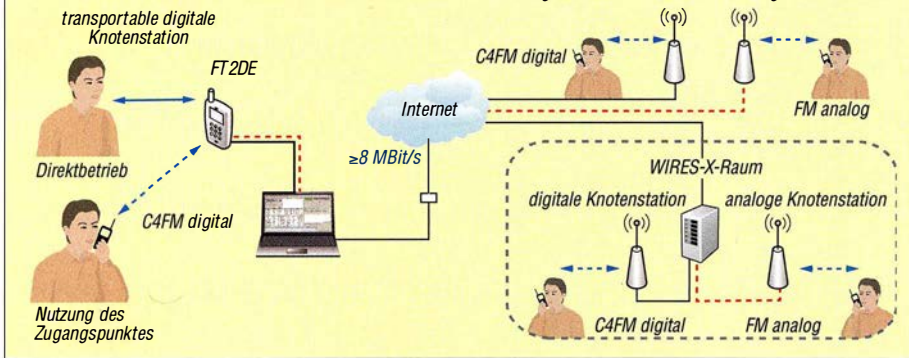 transportable digitale
Knotenstation
FT2DE
Direktbetrieb
C4FM digital
Nutzung des
Zugangspunktes
Internet
≥8 MBit/s
C4FM digital
FM analog
WIRES-X-Raum
digitale Knotenstation
analoge Knotenstation
C4FM digital
FM analog